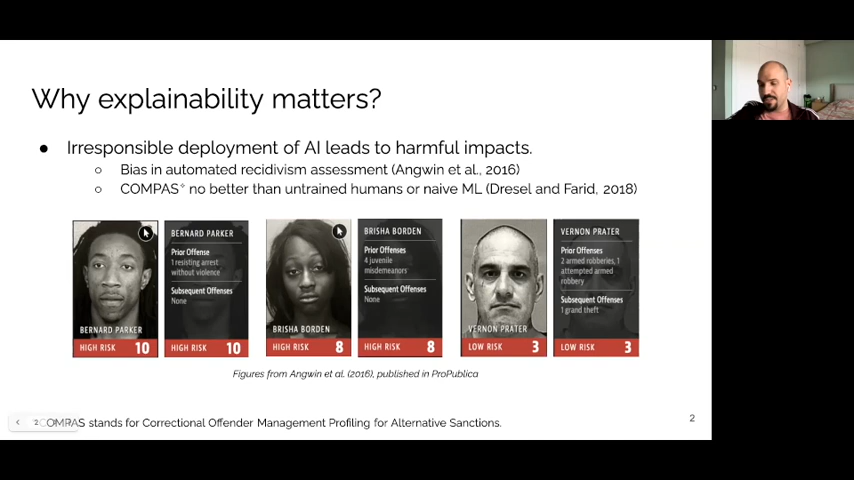 Why explainability matters?
● Irresponsible deployment of AI leads to harmful impacts.
○ Bias in automated recidivism assessment (Angwin et al., 2016)
○ COMPAS* no better than untrained humans or naive ML (Dresel and Farid, 2018)
BERNARD PARKER
HIGH RISK 10
BERNARD PARKER
Prior Offense
1 resisting arrest
without violence
Subsequent Offenses
None
HIGH RISK 10
BRISHA BORDEN
HIGH RISK 8
BRISHA BORDEN
Prior Offenses
4 juvenile
misdemeanors
Subsequent Offenses
None
HIGH RISK 8
VERNON PRATER
LOW RISK 3
VERNON PRATER
Prior Offenses
2 armed robberies, 1
attempted armed
robbery
Subsequent Offenses
1 grand theft
LOW RISK 3
Figures from Angwin et al. (2016), published in ProPublica
2
COMPAS stands for Correctional Offender Management Profiling for Alternative Sanctions.
2